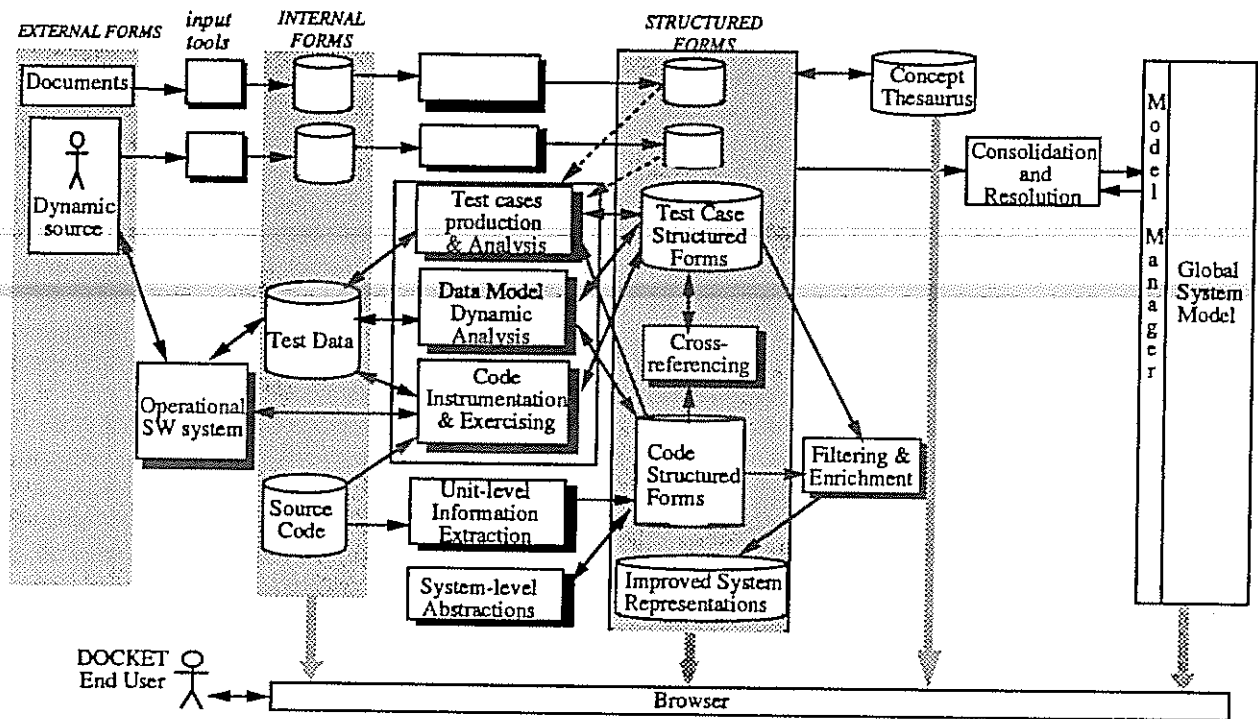 EXTERNAL FORMS
input
tools
INTERNAL
FORMS
STRUCTURED
FORMS
Documents
Dynamic
source
Operational
SW system
Test Data
Source
Code
Test cases
production
& Analysis
Data Model
Dynamic
Analysis
Code
Instrumentation
& Exercising
Unit-level
Information
Extraction
System-level
Abstractions
Test Case
Structured
Forms
Cross-
referencing
Code
Structured
Forms
Improved System
Representations
Concept
Thesaurus
Consolidation
and
Resolution
Filtering &
Enrichment
Model Manager
Global
System
Model
DOCKET
End User
Browser